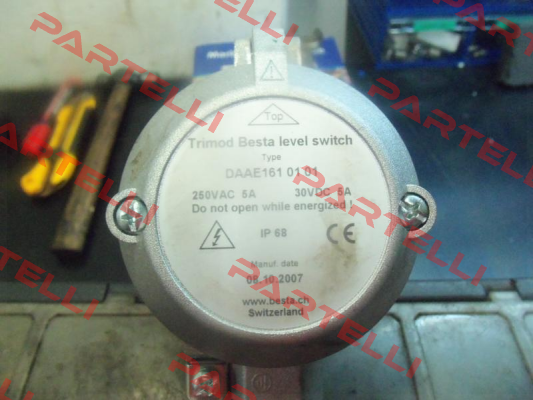 Top
Trimod Besta level switch
Type
DAAE161 01 01
250VAC 5A 30VDC 5A
Do not open while energized !
IP 68 CE
Manuf. date
08.10.2007
www.besta.ch
Switzerland
PARTELLI
PARTELLI
PARTELLI
PARTELLI
PARTELLI
PARTELLI